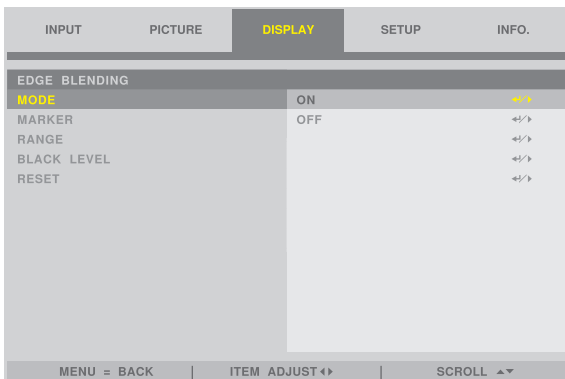 INPUT PICTURE DISPLAY SETUP INFO.
EDGE BLENDING
MODE ON
MARKER OFF
RANGE
BLACK LEVEL
RESET
MENU = BACK | ITEM ADJUST | SCROLL